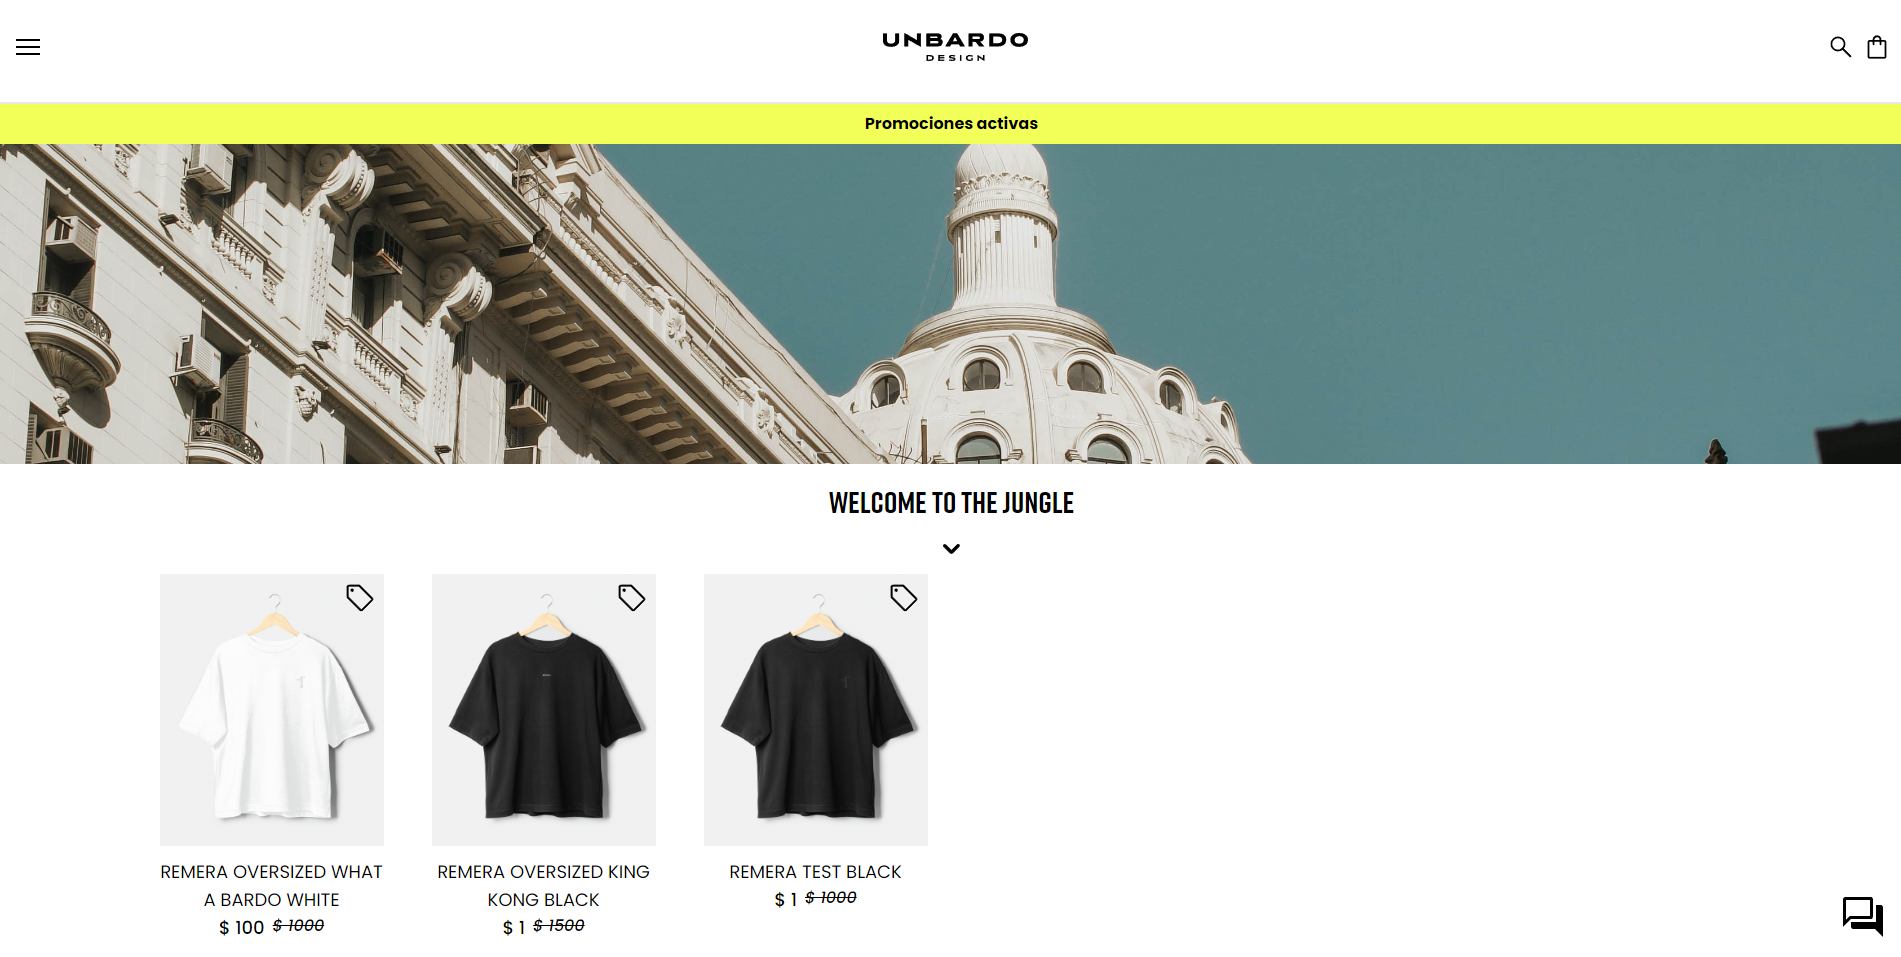 UNBARDO
DESIGN
Promociones activas
WELCOME TO THE JUNGLE
REMERA OVERSIZED WHAT
A BARDO WHITE
$ 100 $ 1000
REMERA OVERSIZED KING
KONG BLACK
$ 1 $ 1500
REMERA TEST BLACK
$ 1 $ 1000